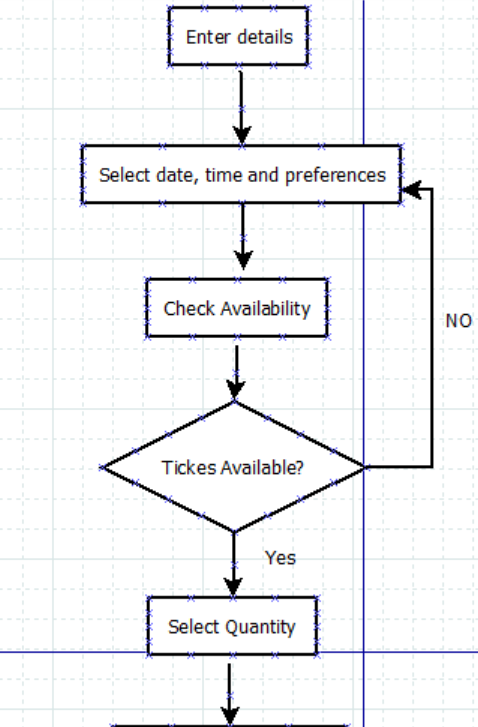 Enter details
Select date, time and preferences
Check Availability
NO
Tickes Available?
Yes
Select Quantity